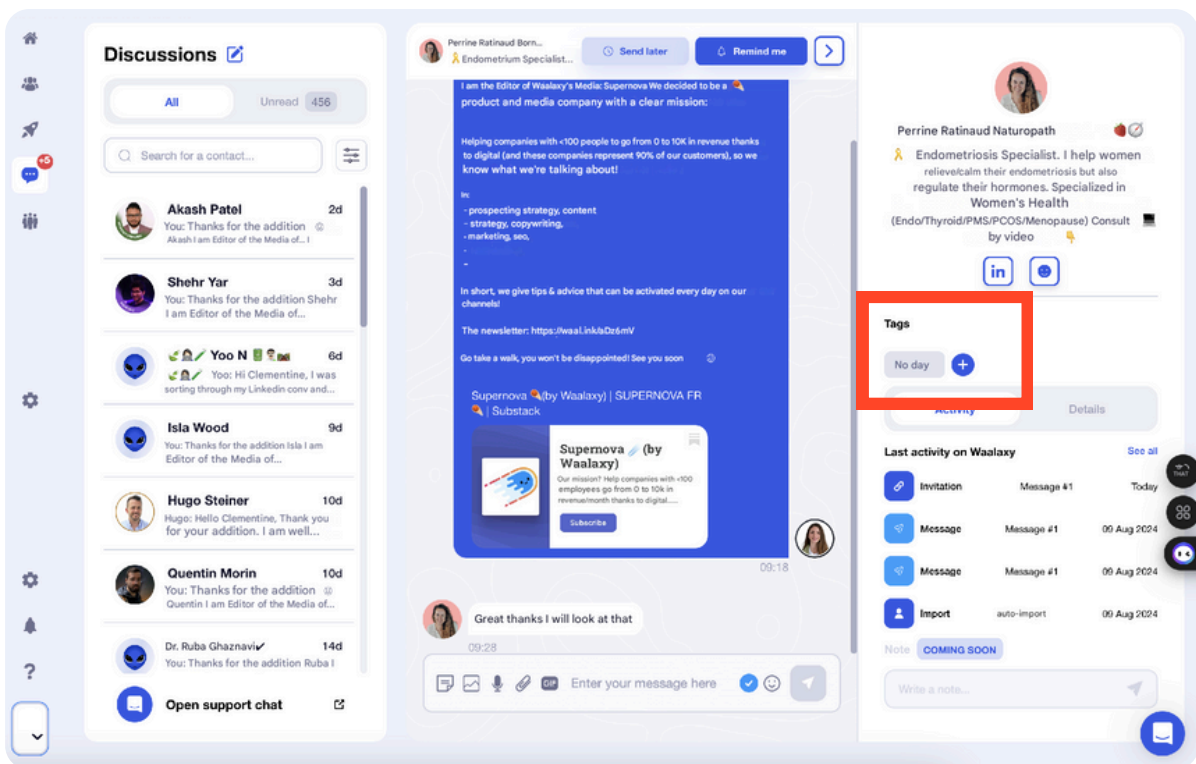 +5
?
Discussions
All
Unread 456
Search for a contact...
Akash Patel 2d
You: Thanks for the addition
Akash I am Editor of the Media of... I
Shehr Yar 3d
You: Thanks for the addition Shehr
I am Editor of the Media of...
Yoo N 6d
Yoo: Hi Clementine, I was
sorting through my Linkedin conv and...
Isla Wood 9d
You: Thanks for the addition Isla I am
Editor of the Media of...
Hugo Steiner 10d
Hugo: Hello Clementine, Thank you
for your addition. I am well...
Quentin Morin 10d
You: Thanks for the addition
Quentin I am Editor of the Media of...
Dr. Ruba Ghaznavi✔ 14d
You: Thanks for the addition Ruba I
Open support chat
Perrine Ratinaud Born...
Endometrium Specialist...
Send later
Remind me
I am the Editor of Waalaxy's Media: Supernova We decided to be a
product and media company with a clear mission:
Helping companies with <100 people to go from 0 to 10K in revenue thanks
to digital (and these companies represent 90% of our customers), so we
know what we're talking about!
In:
- prospecting strategy, content
- strategy, copywriting,
- marketing, seo,
-
-
In short, we give tips & advice that can be activated every day on our
channels!
The newsletter: https://waal.ink/aDz6mV
Go take a walk, you won't be disappointed! See you soon
Supernova (by Waalaxy) | SUPERNOVA FR
| Substack
Supernova (by
Waalaxy)
Our mission? Help companies with <100
employees go from 0 to 10k in
revenue/month thanks to digital.....
Subscribe
09:18
Great thanks I will look at that
09:28
GIF
Enter your message here
Perrine Ratinaud Naturopath
Endometriosis Specialist. I help women
relieve/calm their endometriosis but also
regulate their hormones. Specialized in
Women's Health
(Endo/Thyroid/PMS/PCOS/Menopause) Consult
by video
in
Tags
No day
+
Activity
Details
Last activity on Waalaxy See all
Invitation Message #1 Today
Message Message #1 09 Aug 2024
Message Message #1 09 Aug 2024
Import auto-import 09 Aug 2024
Note COMING SOON
Write a note...
THAT